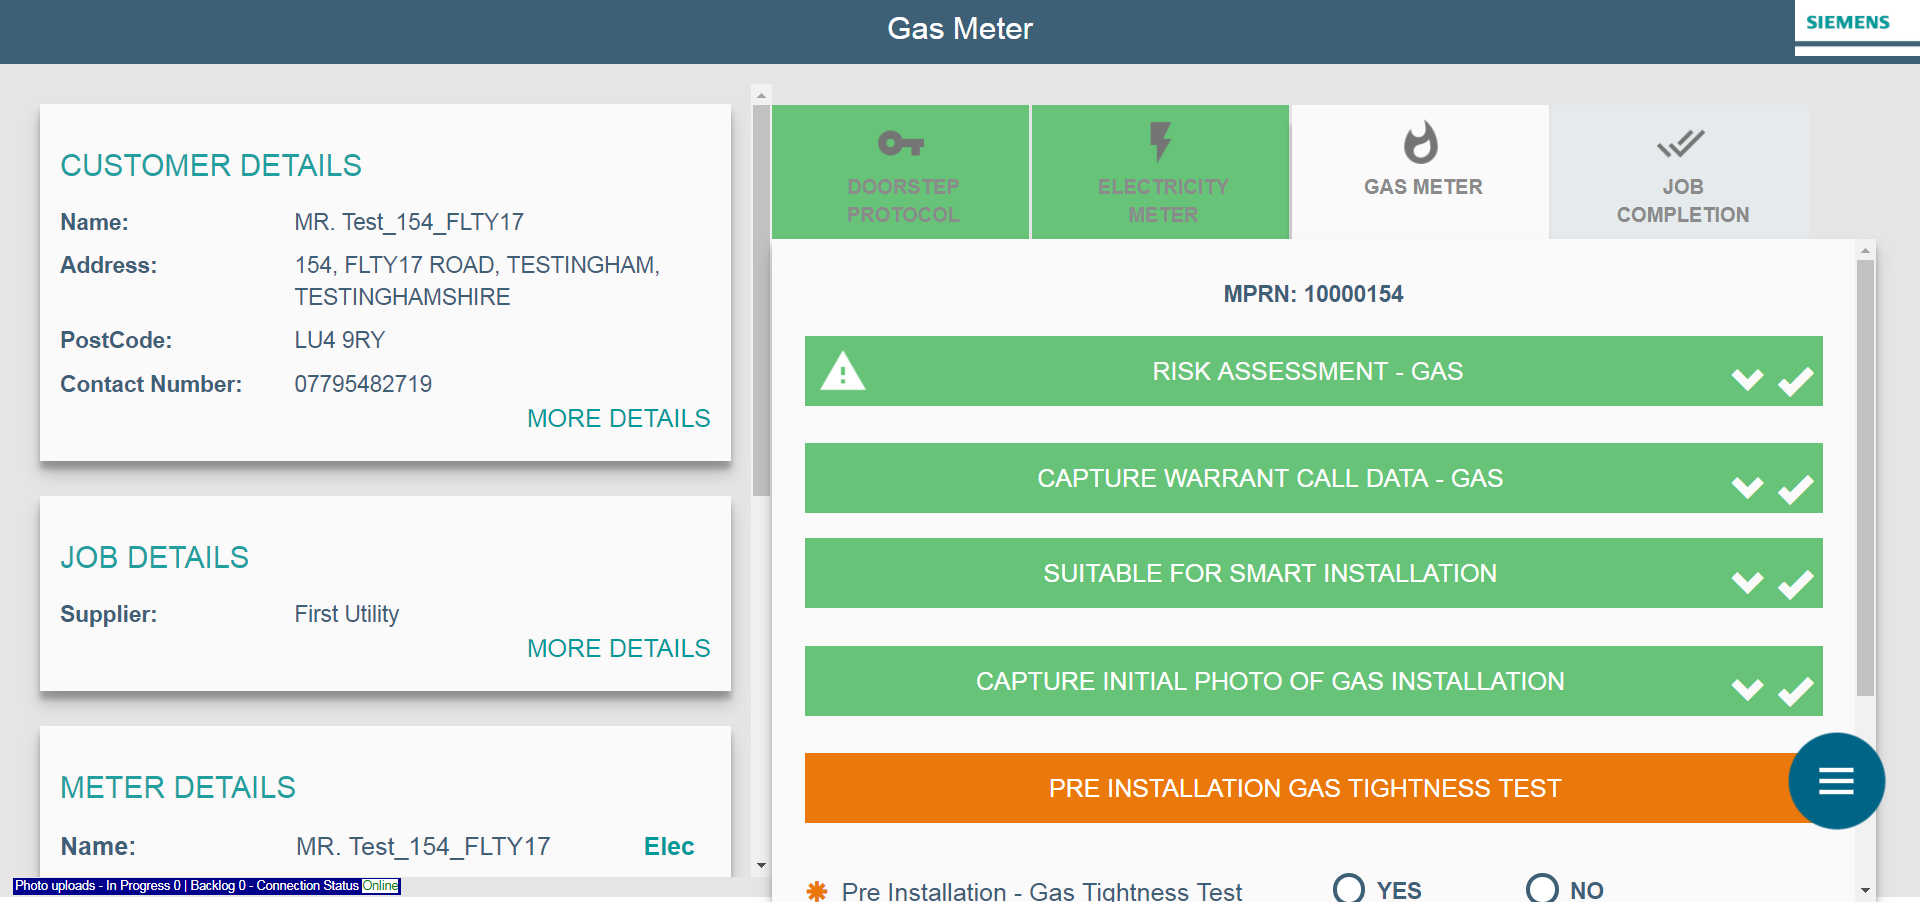 Gas Meter
SIEMENS
CUSTOMER DETAILS
Name: MR. Test_154_FLTY17
Address: 154, FLTY17 ROAD, TESTINGHAM,
TESTINGHAMSHIRE
PostCode: LU4 9RY
Contact Number: 07795482719
MORE DETAILS
JOB DETAILS
Supplier: First Utility
MORE DETAILS
METER DETAILS
Name: MR. Test_154_FLTY17 Elec
Photo uploads - In Progress 0 | Backlog 0 - Connection Status Online
DOORSTEP
PROTOCOL
ELECTRICITY
METER
GAS METER
JOB
COMPLETION
MPRN: 10000154
RISK ASSESSMENT - GAS
CAPTURE WARRANT CALL DATA - GAS
SUITABLE FOR SMART INSTALLATION
CAPTURE INITIAL PHOTO OF GAS INSTALLATION
PRE INSTALLATION GAS TIGHTNESS TEST
Pre Installation - Gas Tightness Test YES NO